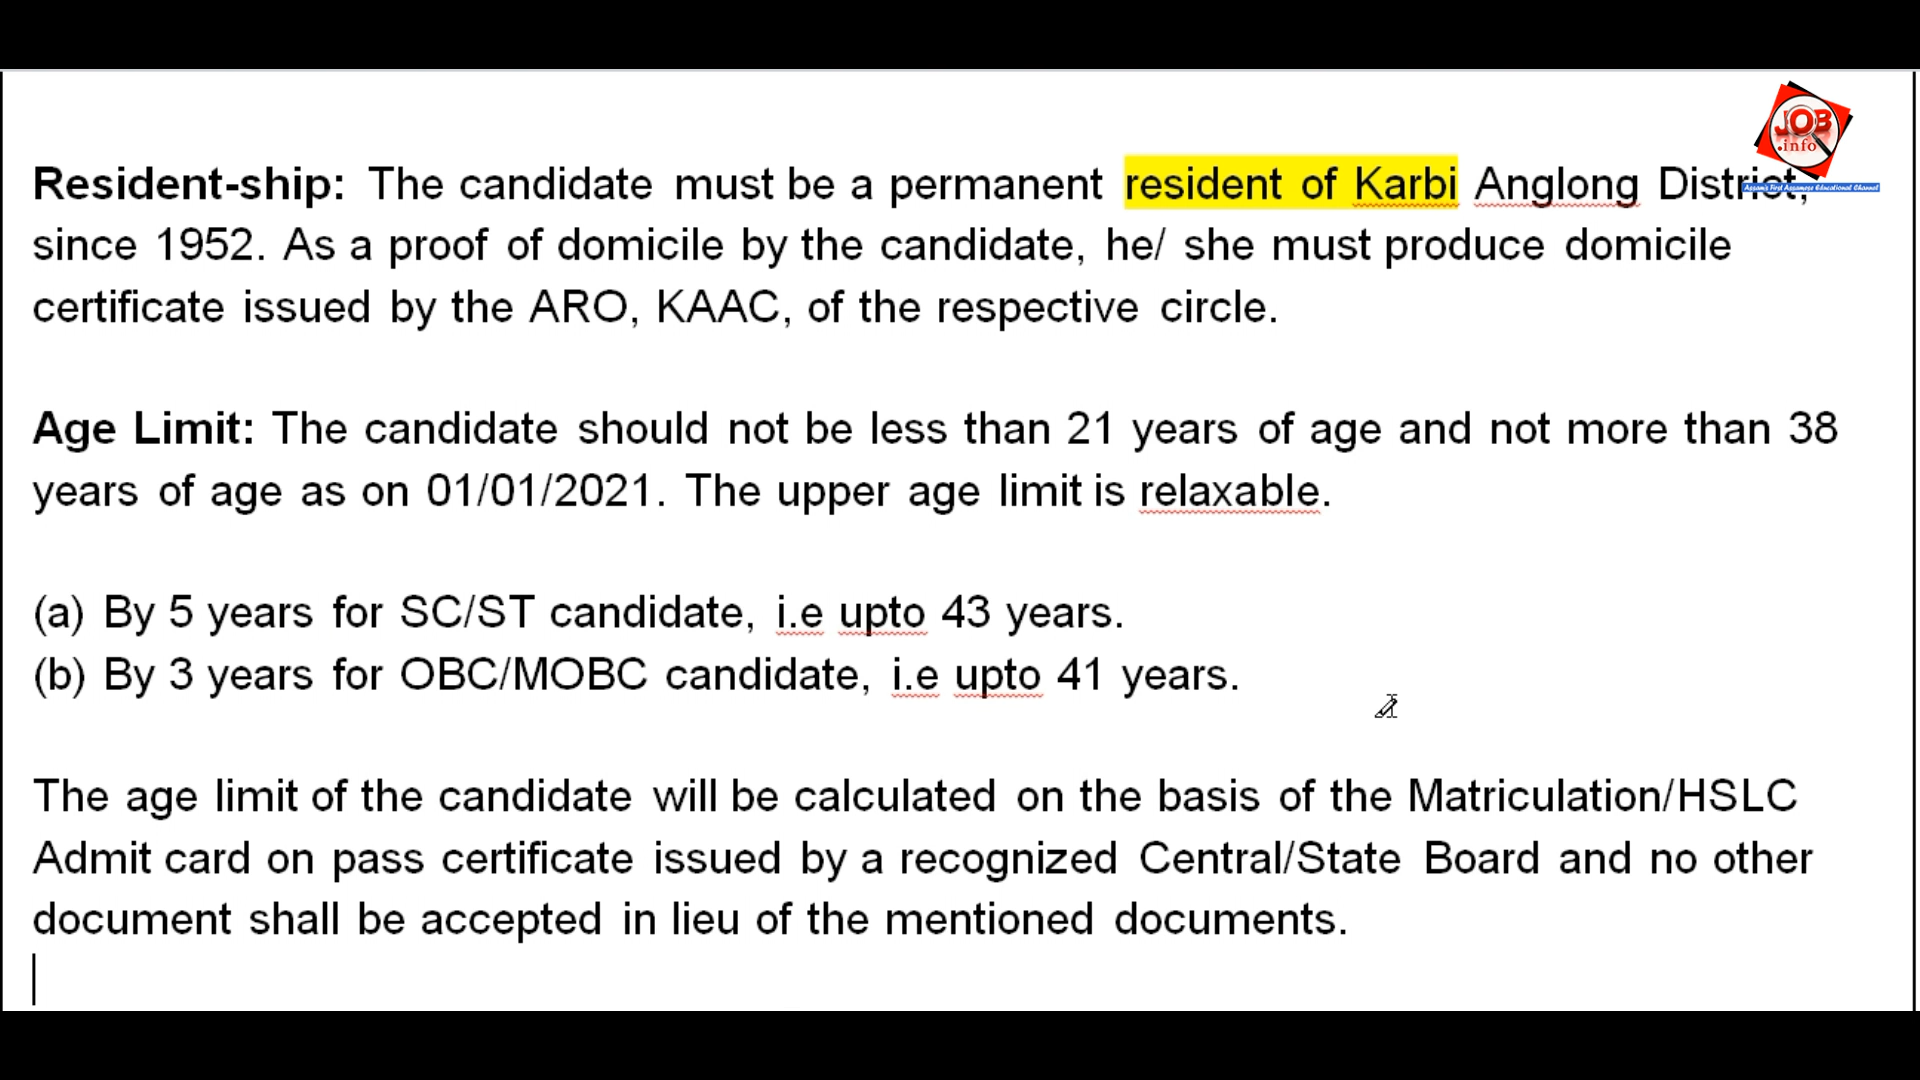 JOB
.info
Assam's First Assamese Educational Channel
Resident-ship: The candidate must be a permanent resident of Karbi Anglong District,
since 1952. As a proof of domicile by the candidate, he/ she must produce domicile
certificate issued by the ARO, KAAC, of the respective circle.
Age Limit: The candidate should not be less than 21 years of age and not more than 38
years of age as on 01/01/2021. The upper age limit is relaxable.
(a) By 5 years for SC/ST candidate, i.e upto 43 years.
(b) By 3 years for OBC/MOBC candidate, i.e upto 41 years.
The age limit of the candidate will be calculated on the basis of the Matriculation/HSLC
Admit card on pass certificate issued by a recognized Central/State Board and no other
document shall be accepted in lieu of the mentioned documents.